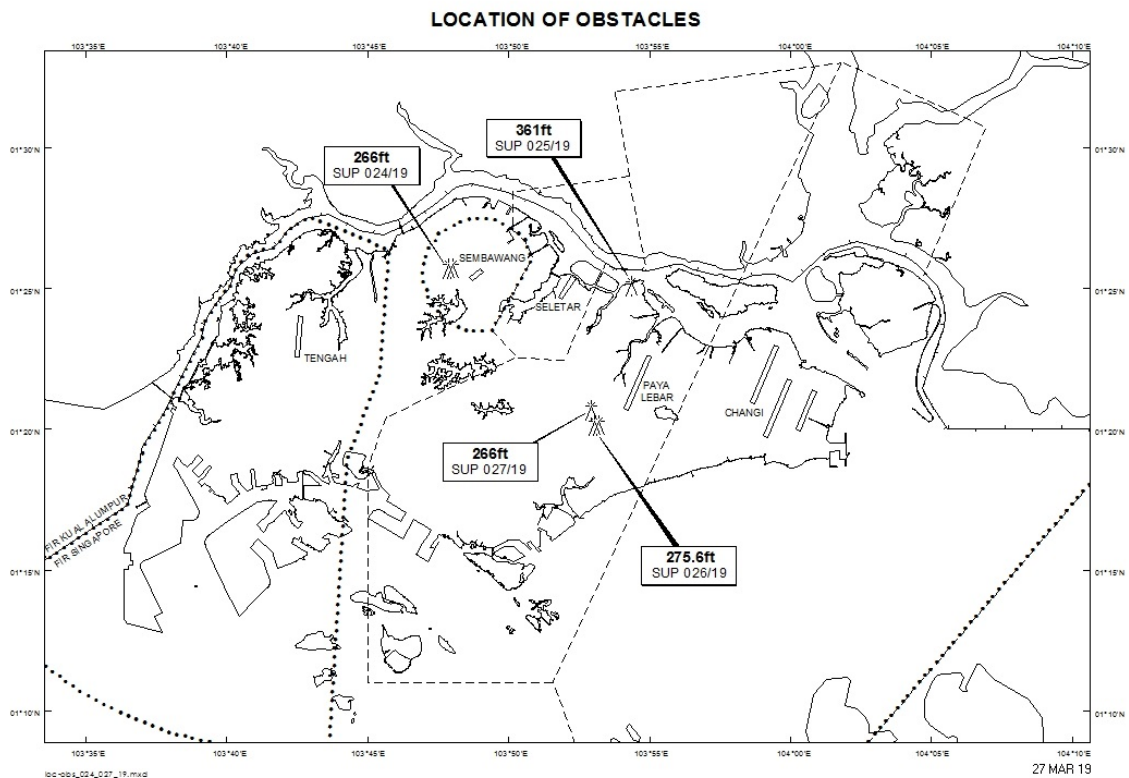 LOCATION OF OBSTACLES
103°35'E 103°40'E 103°45'E 103°50'E 103°55'E 104°00'E 104°05'E 104°10'E
361ft
SUP 025/19
01°30'N
01°30'N
266ft
SUP 024/19
SEMBAWANG
01°25'N
01°25'N
SELETAR
TENGAH
PAYA
LEBAR
CHANGI
01°20'N
01°20'N
266ft
SUP 027/19
FIR KUALA LUMPUR
FIR SINGAPORE
275.6ft
SUP 026/19
01°15'N
01°15'N
01°10'N
01°10'N
103°35'E 103°40'E 103°45'E 103°50'E 103°55'E 104°00'E 104°05'E 104°10'E
loc-obs_024_027_19.mxd
27 MAR 19